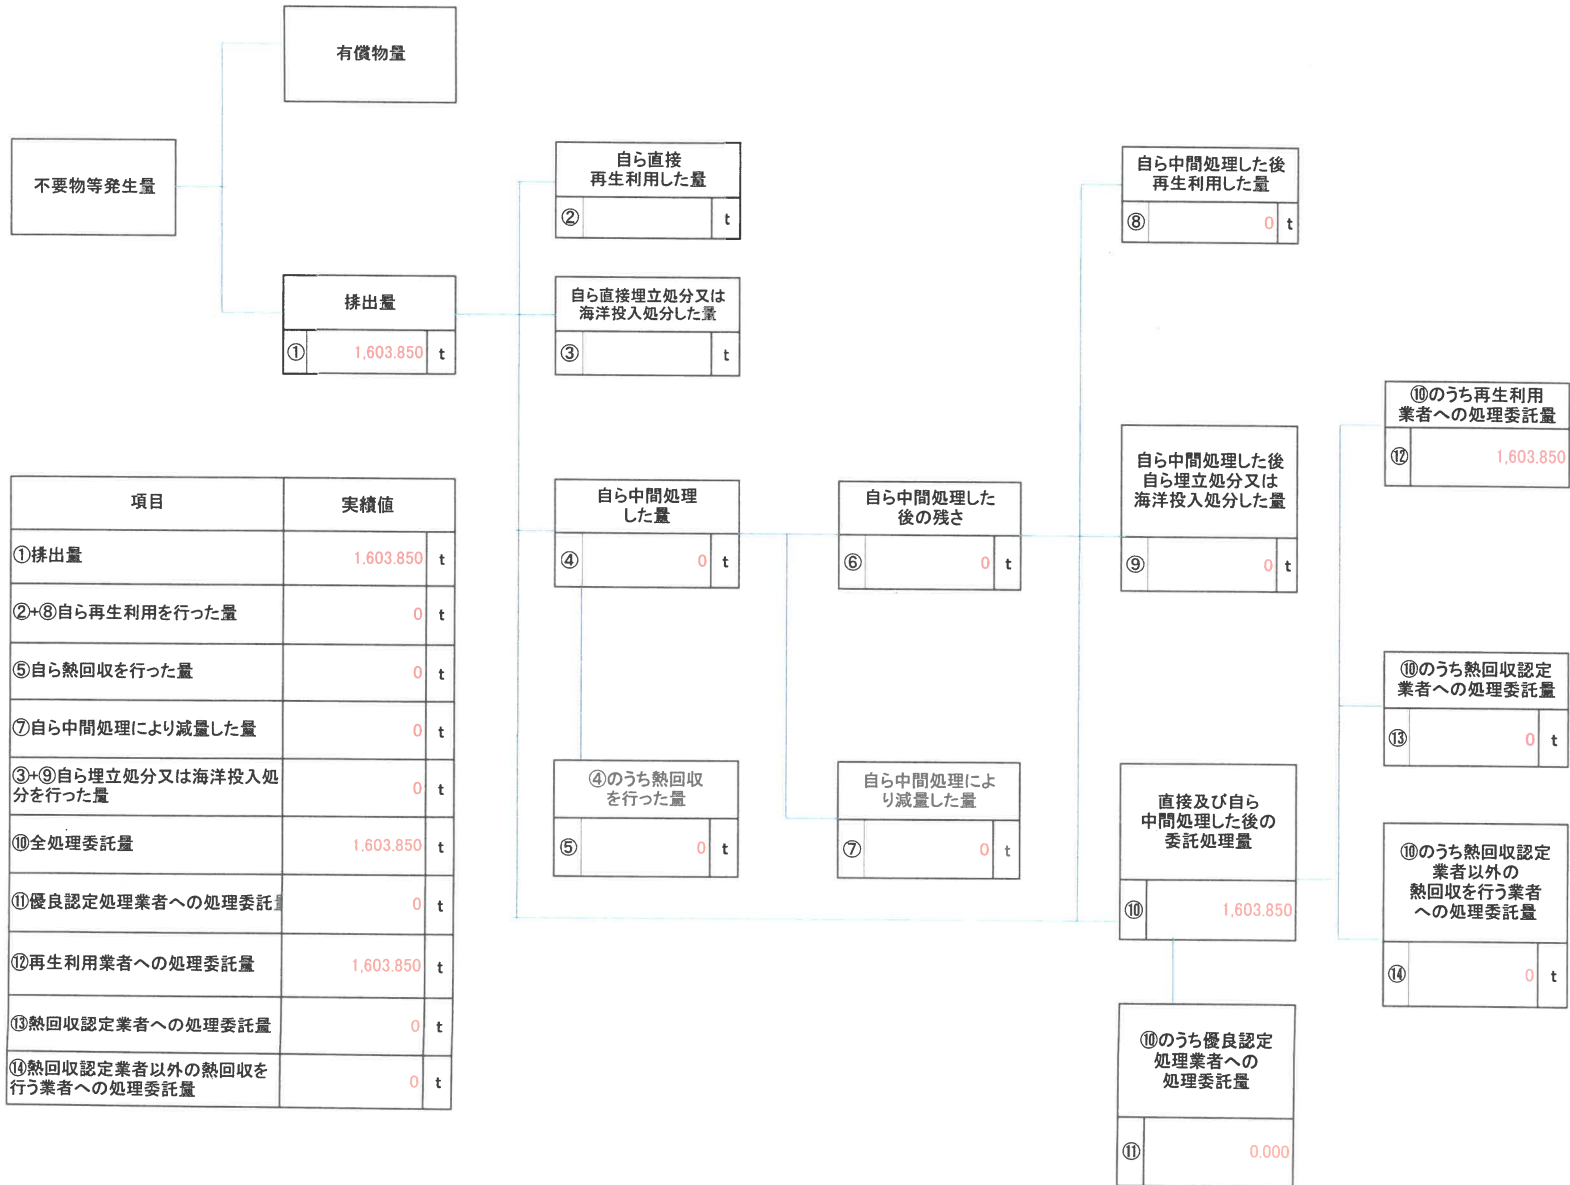 有償物量
不要物等発生量
排出量
① 1,603.850 t
自ら直接
再生利用した量
② t
自ら直接埋立処分又は
海洋投入処分した量
③ t
自ら中間処理
した量
④ 0 t
④のうち熱回収
を行った量
⑤ 0 t
自ら中間処理した
後の残さ
⑥ 0 t
自ら中間処理によ
り減量した量
⑦ 0 t
自ら中間処理した後
再生利用した量
⑧ 0 t
自ら中間処理した後
自ら埋立処分又は
海洋投入処分した量
⑨ 0 t
直接及び自ら
中間処理した後の
委託処理量
⑩ 1,603.850
⑩のうち優良認定
処理業者への
処理委託量
⑪ 0.000
⑩のうち再生利用
業者への処理委託量
⑫ 1,603.850
⑩のうち熱回収認定
業者への処理委託量
⑬ 0 t
⑩のうち熱回収認定
業者以外の
熱回収を行う業者
への処理委託量
⑭ 0 t
項目 実績値
①排出量 1,603.850 t
②+⑧自ら再生利用を行った量 0 t
⑤自ら熱回収を行った量 0 t
⑦自ら中間処理により減量した量 0 t
③+⑨自ら埋立処分又は海洋投入処
分を行った量 0 t
⑩全処理委託量 1,603.850 t
⑪優良認定処理業者への処理委託 0 t
⑫再生利用業者への処理委託量 1,603.850 t
⑬熱回収認定業者への処理委託量 0 t
⑭熱回収認定業者以外の熱回収を
行う業者への処理委託量 0 t